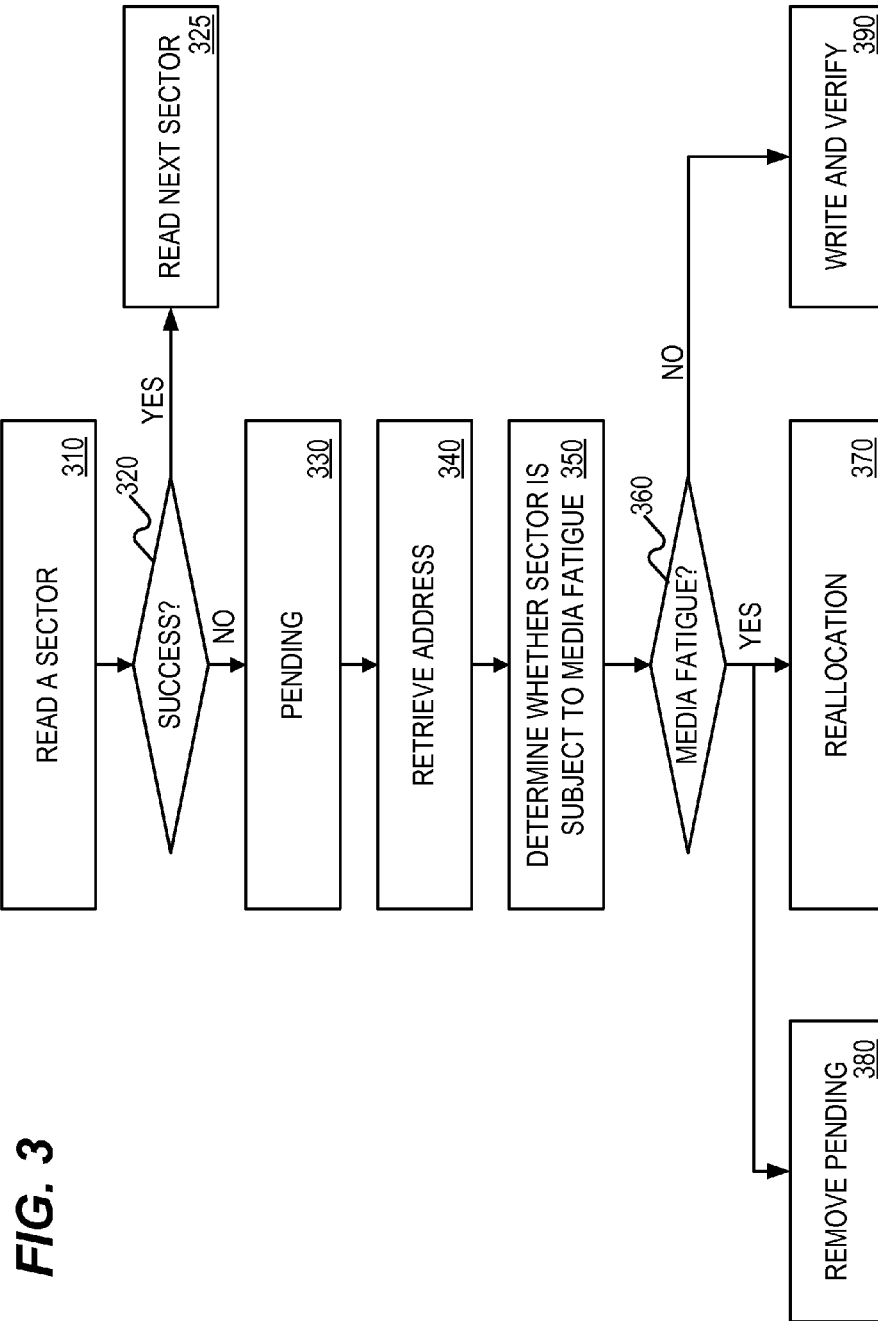 FIG. 3
READ A SECTOR
310
320
SUCCESS?
YES
READ NEXT SECTOR
325
NO
PENDING
330
RETRIEVE ADDRESS
340
DETERMINE WHETHER SECTOR IS
SUBJECT TO MEDIA FATIGUE 350
360
MEDIA FATIGUE?
NO
YES
REMOVE PENDING
380
REALLOCATION
370
WRITE AND VERIFY
390